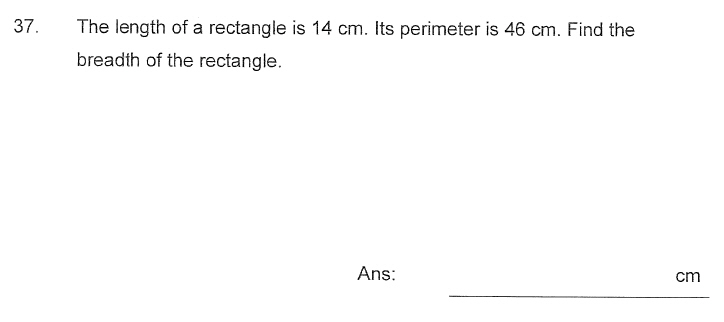 37. The length of a rectangle is 14 cm. Its perimeter is 46 cm. Find the
breadth of the rectangle.
Ans: cm